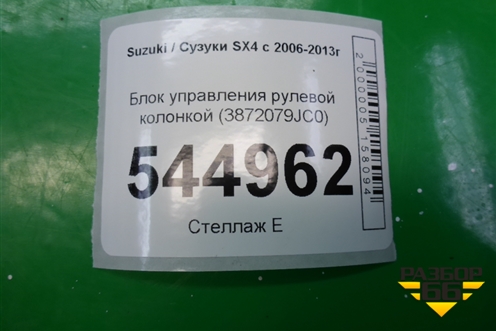 Suzuki / Сузуки SX4 с 2006-2013г
Блок управления рулевой
колонкой (3872079JC0)
544962
Стеллаж Е
2000005158094
РАЗБОР
66